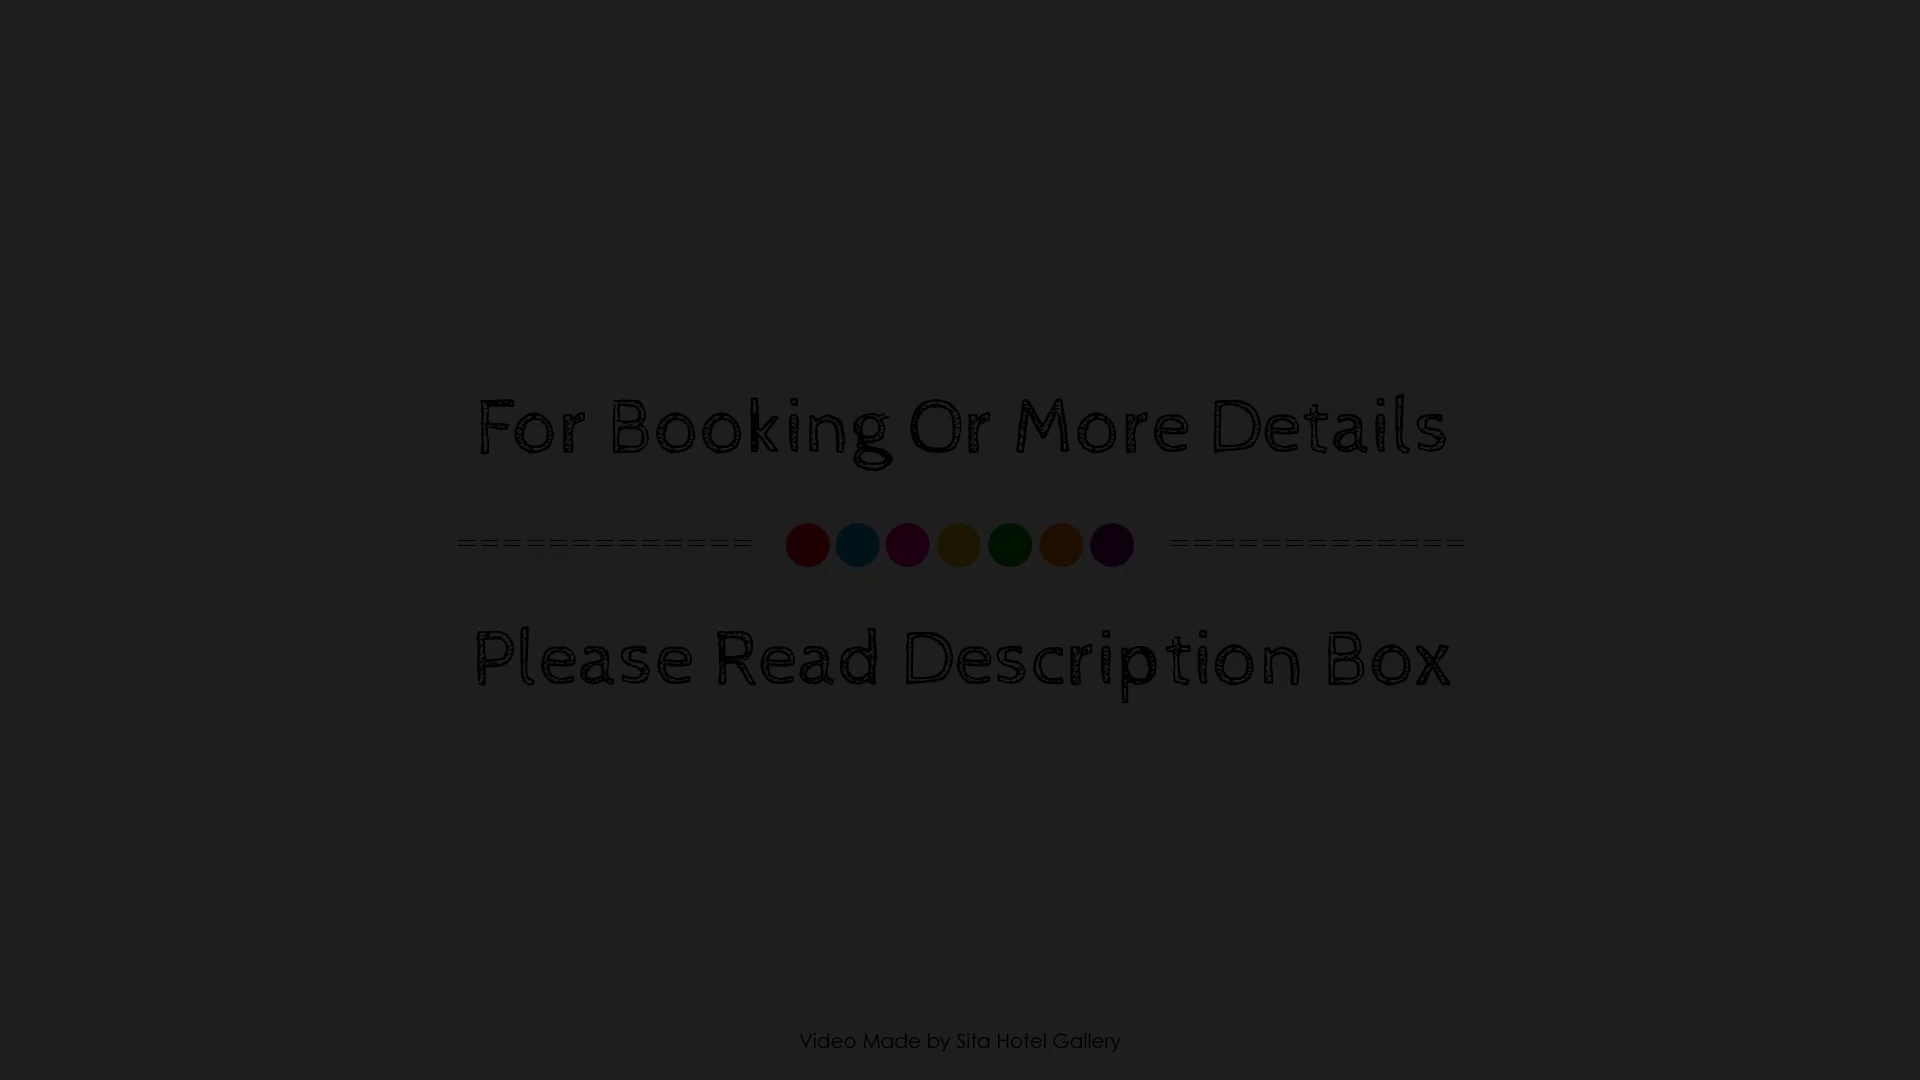 For Booking Or More Details
============= =============
Please Read Description Box
Video Made by Sita Hotel Gallery